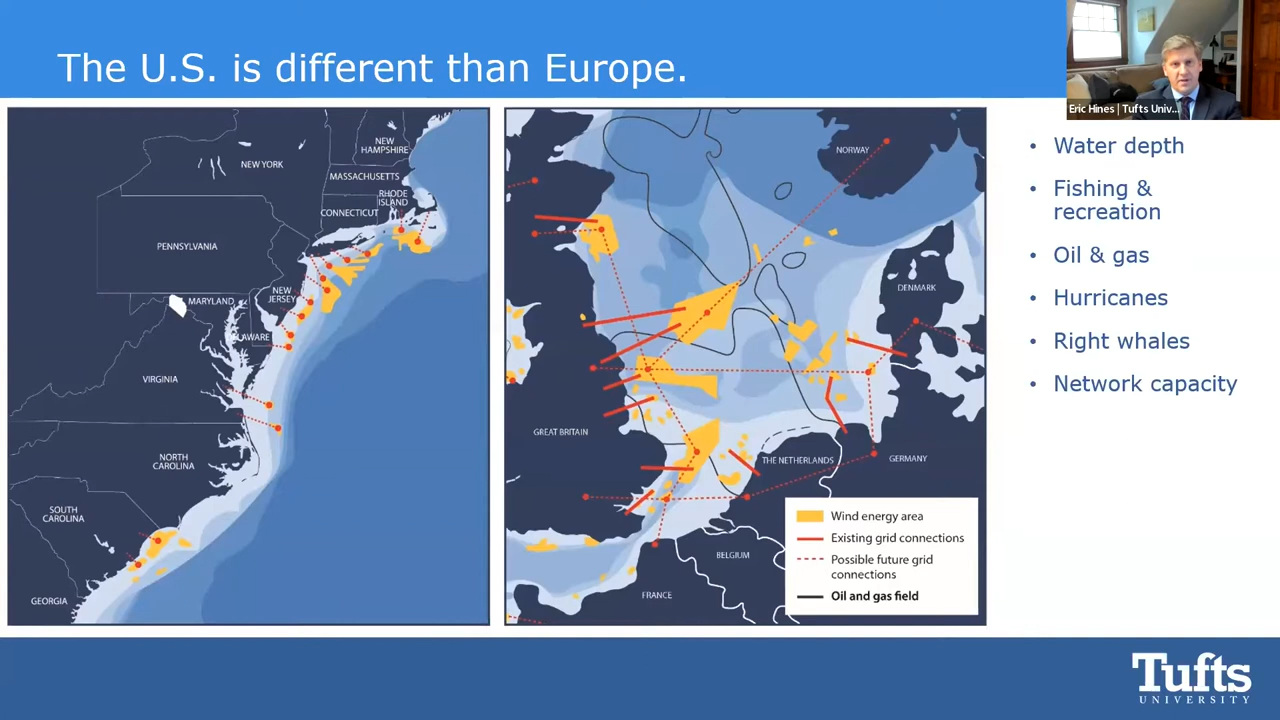 The U.S. is different than Europe.
Eric Hines | Tufts Univ...
NEW
HAMPSHIRE
NEW YORK
MASSACHUSETTS
RHODE
ISLAND
CONNECTICUT
PENNSYLVANIA
NEW
JERSEY
MARYLAND
DELAWARE
VIRGINIA
NORTH
CAROLINA
SOUTH
CAROLINA
GEORGIA
NORWAY
DENMARK
GREAT BRITAIN
THE NETHERLANDS
GERMANY
BELGIUM
FRANCE
Wind energy area
Existing grid connections
Possible future grid
connections
Oil and gas field
• Water depth
• Fishing &
recreation
• Oil & gas
• Hurricanes
• Right whales
• Network capacity
Tufts
UNIVERSITY